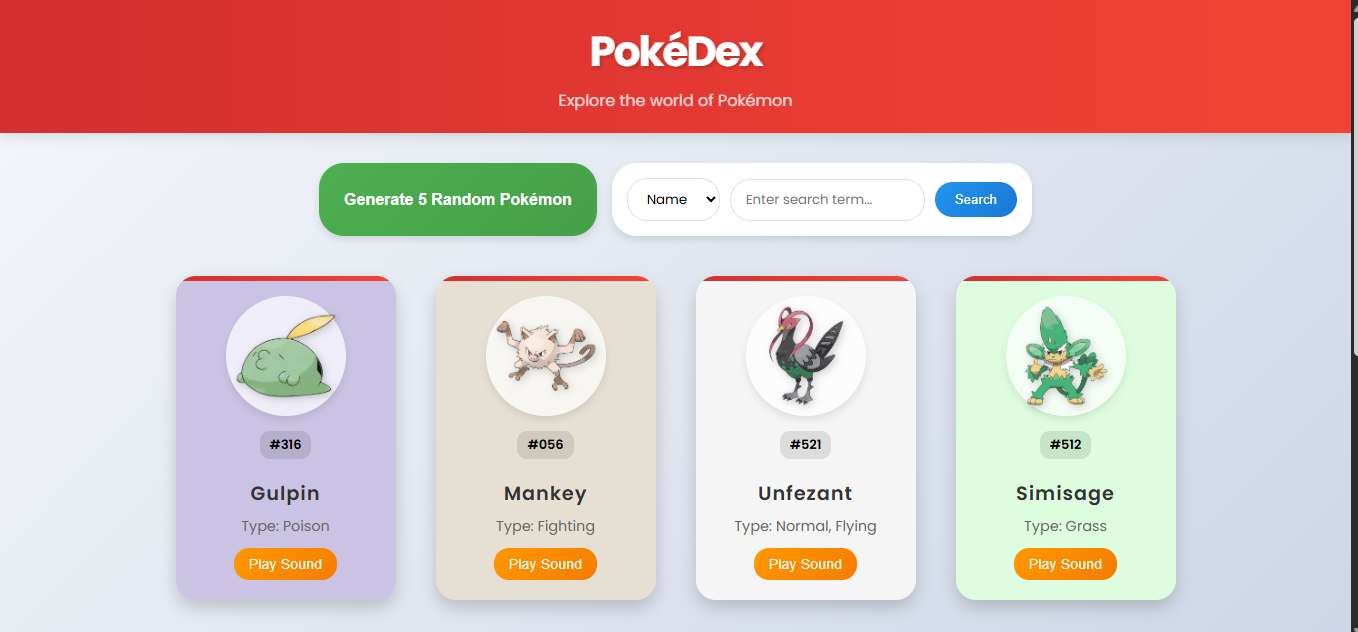 PokéDex
Explore the world of Pokémon
Generate 5 Random Pokémon
Name
Enter search term...
Search
#316
Gulpin
Type: Poison
Play Sound
#056
Mankey
Type: Fighting
Play Sound
#521
Unfezant
Type: Normal, Flying
Play Sound
#512
Simisage
Type: Grass
Play Sound